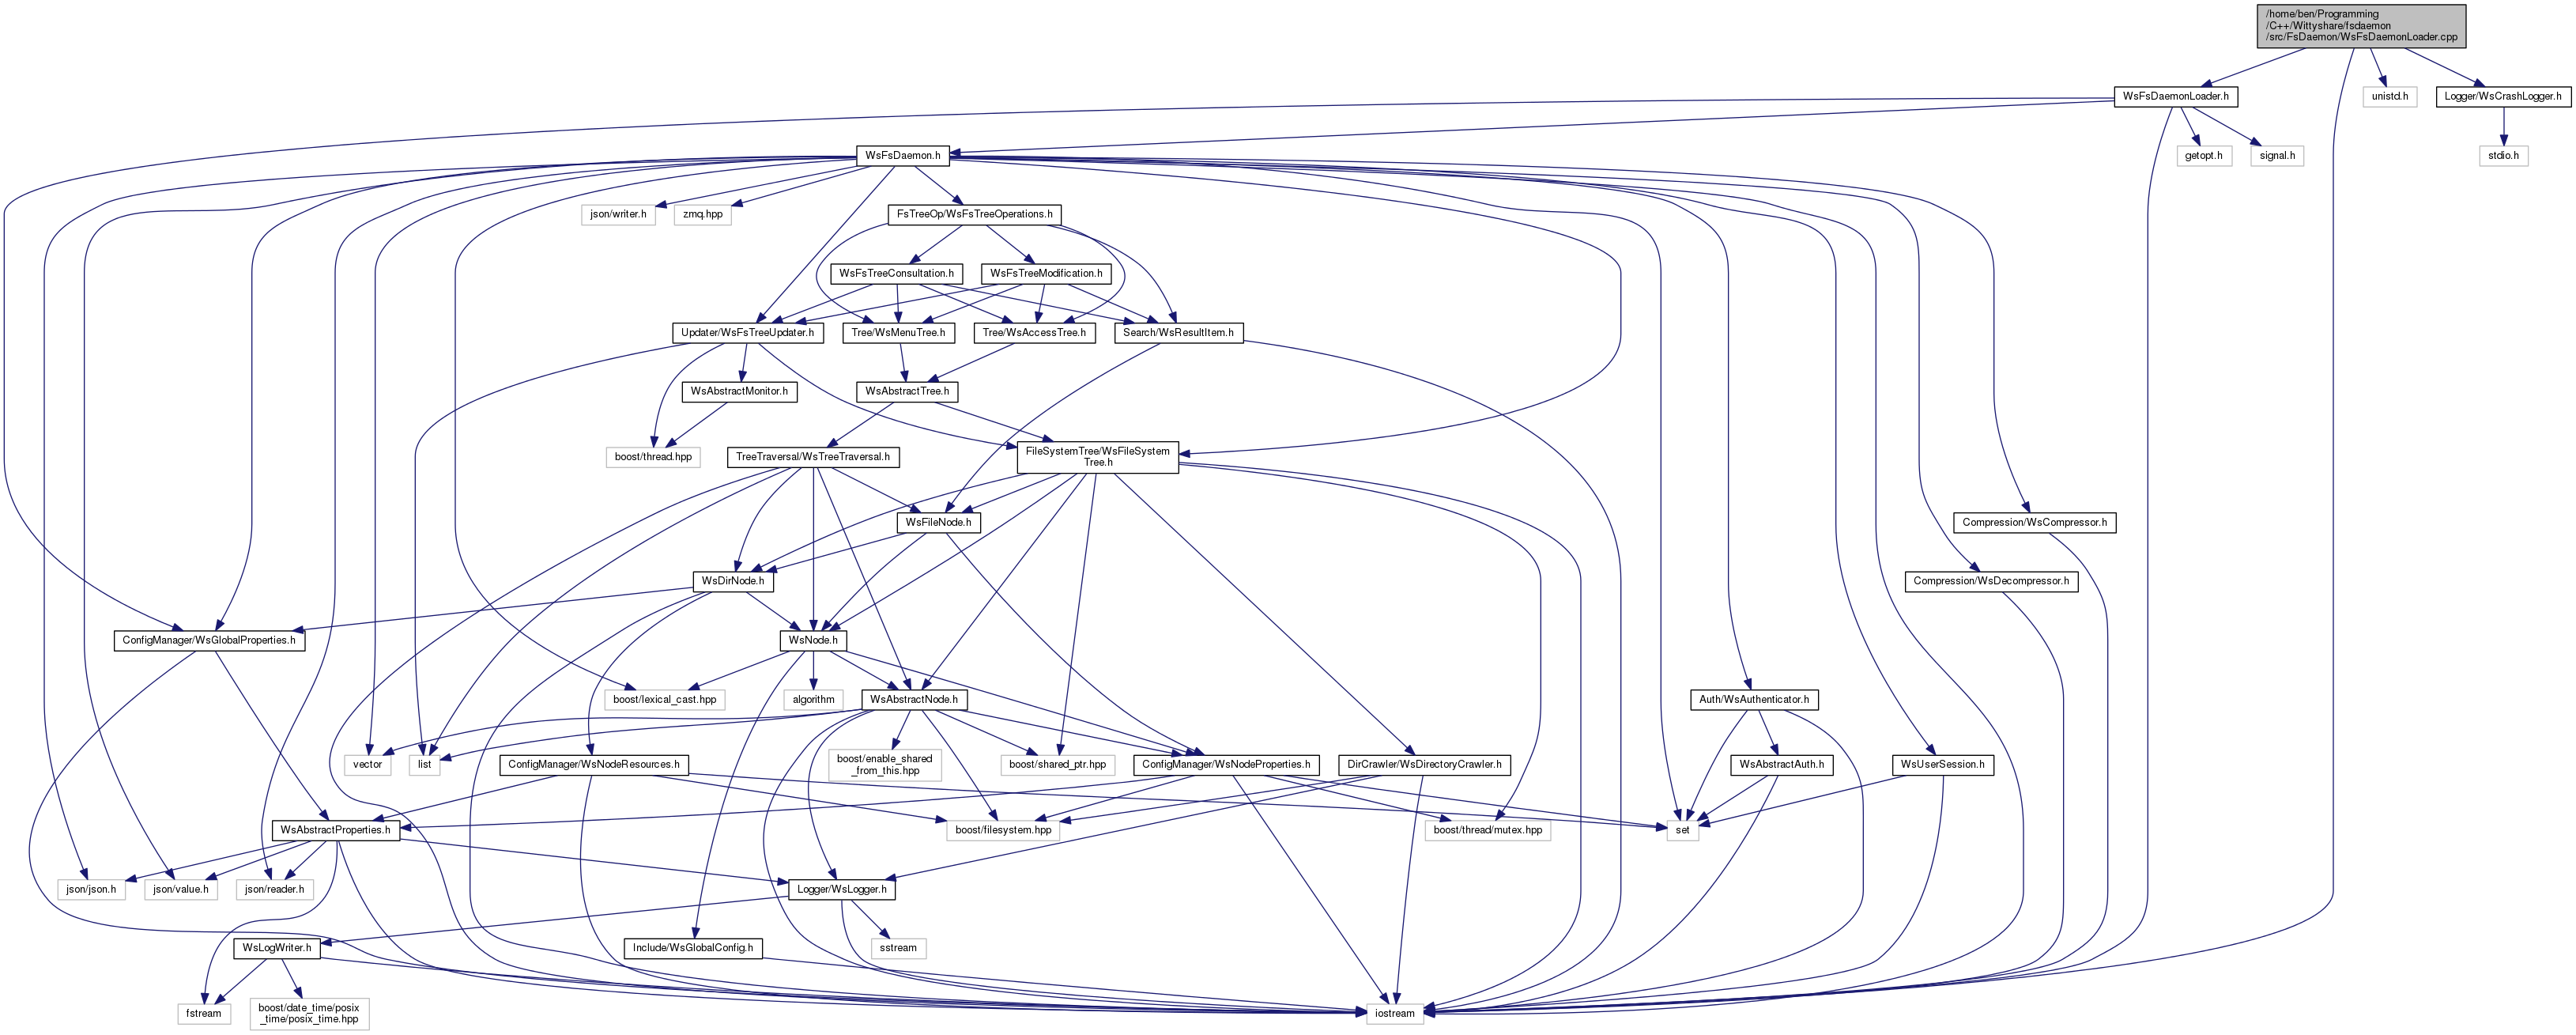 /home/ben/Programming
/C++/Wittyshare/fsdaemon
/src/FsDaemon/WsFsDaemonLoader.cpp
WsFsDaemonLoader.h
unistd.h
Logger/WsCrashLogger.h
WsFsDaemon.h
getopt.h
signal.h
stdio.h
json/writer.h
zmq.hpp
FsTreeOp/WsFsTreeOperations.h
WsFsTreeConsultation.h
WsFsTreeModification.h
Updater/WsFsTreeUpdater.h
Tree/WsMenuTree.h
Tree/WsAccessTree.h
Search/WsResultItem.h
WsAbstractMonitor.h
WsAbstractTree.h
boost/thread.hpp
TreeTraversal/WsTreeTraversal.h
FileSystemTree/WsFileSystem
Tree.h
WsFileNode.h
Compression/WsCompressor.h
WsDirNode.h
Compression/WsDecompressor.h
ConfigManager/WsGlobalProperties.h
WsNode.h
boost/lexical_cast.hpp
algorithm
WsAbstractNode.h
Auth/WsAuthenticator.h
vector
list
ConfigManager/WsNodeResources.h
boost/enable_shared
_from_this.hpp
boost/shared_ptr.hpp
ConfigManager/WsNodeProperties.h
DirCrawler/WsDirectoryCrawler.h
WsAbstractAuth.h
WsUserSession.h
WsAbstractProperties.h
boost/filesystem.hpp
boost/thread/mutex.hpp
set
json/json.h
json/value.h
json/reader.h
Logger/WsLogger.h
WsLogWriter.h
Include/WsGlobalConfig.h
sstream
fstream
boost/date_time/posix
_time/posix_time.hpp
iostream